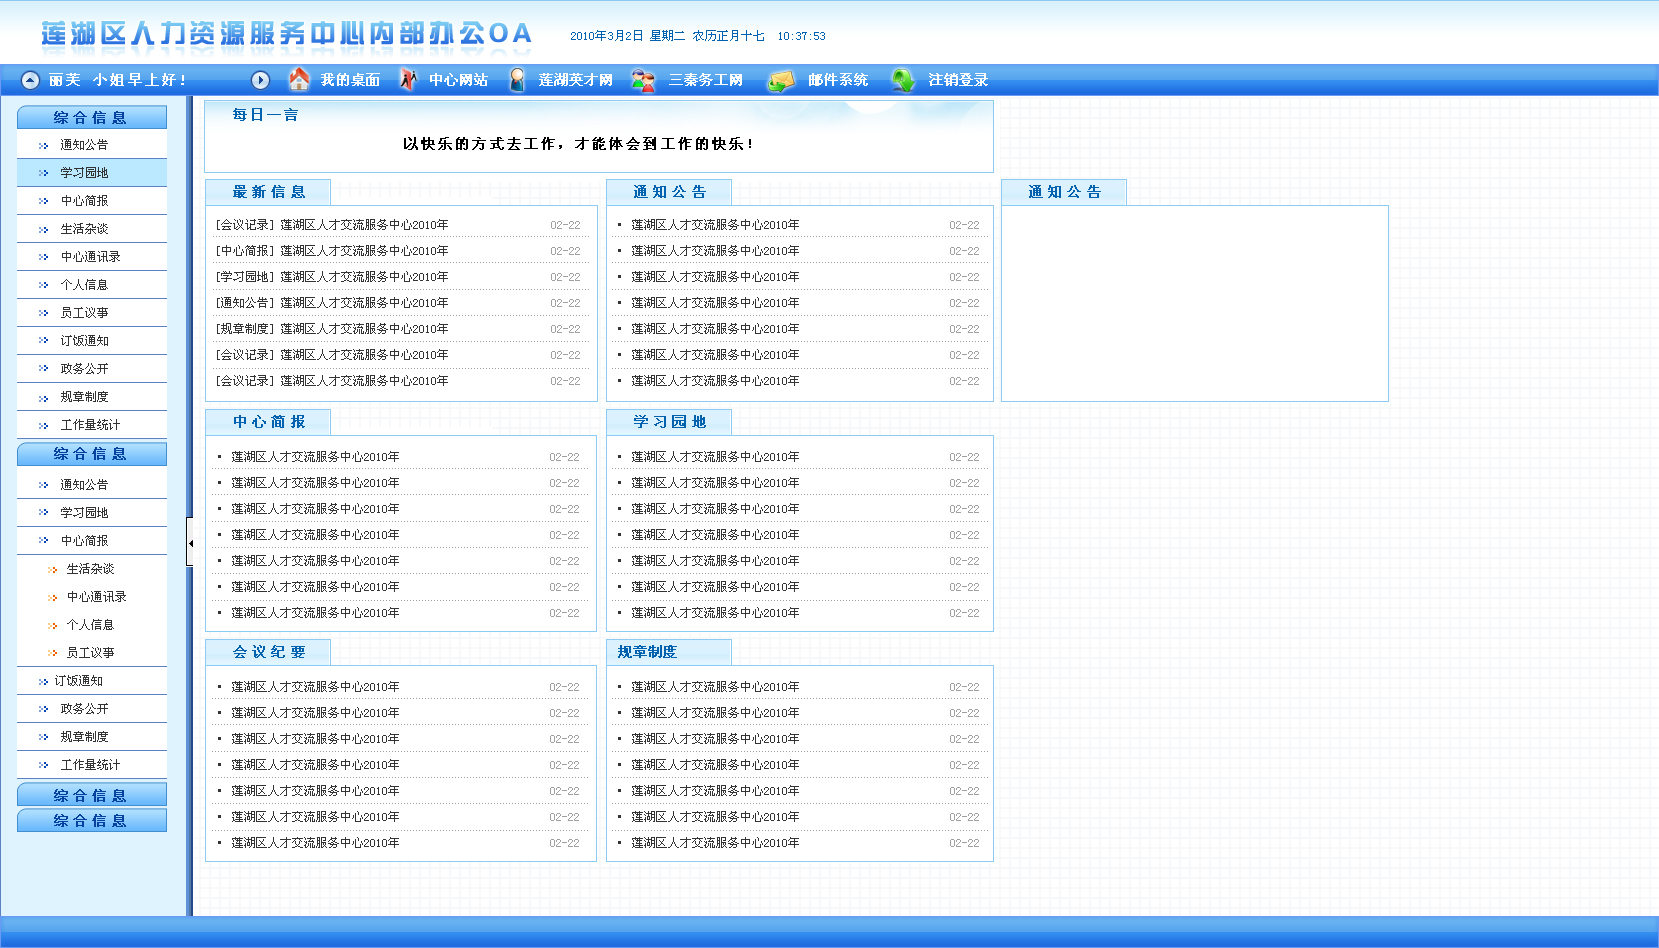 莲湖区人力资源服务中心内部办公OA
2010年3月2日 星期二 农历正月十七 10:37:53
丽芙 小姐早上好！
我的桌面 中心网站 莲湖英才网 三秦务工网 邮件系统 注销登录
综合信息
通知公告
学习园地
中心简报
生活杂谈
中心通讯录
个人信息
员工议事
订饭通知
政务公开
规章制度
工作量统计
综合信息
通知公告
学习园地
中心简报
生活杂谈
中心通讯录
个人信息
员工议事
订饭通知
政务公开
规章制度
工作量统计
综合信息
综合信息
每日一言
以快乐的方式去工作，才能体会到工作的快乐！
最新信息
[会议记录] 莲湖区人才交流服务中心2010年 02-22
[中心简报] 莲湖区人才交流服务中心2010年 02-22
[学习园地] 莲湖区人才交流服务中心2010年 02-22
[通知公告] 莲湖区人才交流服务中心2010年 02-22
[规章制度] 莲湖区人才交流服务中心2010年 02-22
[会议记录] 莲湖区人才交流服务中心2010年 02-22
[会议记录] 莲湖区人才交流服务中心2010年 02-22
通知公告
• 莲湖区人才交流服务中心2010年 02-22
• 莲湖区人才交流服务中心2010年 02-22
• 莲湖区人才交流服务中心2010年 02-22
• 莲湖区人才交流服务中心2010年 02-22
• 莲湖区人才交流服务中心2010年 02-22
• 莲湖区人才交流服务中心2010年 02-22
• 莲湖区人才交流服务中心2010年 02-22
通知公告
中心简报
• 莲湖区人才交流服务中心2010年 02-22
• 莲湖区人才交流服务中心2010年 02-22
• 莲湖区人才交流服务中心2010年 02-22
• 莲湖区人才交流服务中心2010年 02-22
• 莲湖区人才交流服务中心2010年 02-22
• 莲湖区人才交流服务中心2010年 02-22
• 莲湖区人才交流服务中心2010年 02-22
学习园地
• 莲湖区人才交流服务中心2010年 02-22
• 莲湖区人才交流服务中心2010年 02-22
• 莲湖区人才交流服务中心2010年 02-22
• 莲湖区人才交流服务中心2010年 02-22
• 莲湖区人才交流服务中心2010年 02-22
• 莲湖区人才交流服务中心2010年 02-22
• 莲湖区人才交流服务中心2010年 02-22
会议纪要
• 莲湖区人才交流服务中心2010年 02-22
• 莲湖区人才交流服务中心2010年 02-22
• 莲湖区人才交流服务中心2010年 02-22
• 莲湖区人才交流服务中心2010年 02-22
• 莲湖区人才交流服务中心2010年 02-22
• 莲湖区人才交流服务中心2010年 02-22
• 莲湖区人才交流服务中心2010年 02-22
规章制度
• 莲湖区人才交流服务中心2010年 02-22
• 莲湖区人才交流服务中心2010年 02-22
• 莲湖区人才交流服务中心2010年 02-22
• 莲湖区人才交流服务中心2010年 02-22
• 莲湖区人才交流服务中心2010年 02-22
• 莲湖区人才交流服务中心2010年 02-22
• 莲湖区人才交流服务中心2010年 02-22